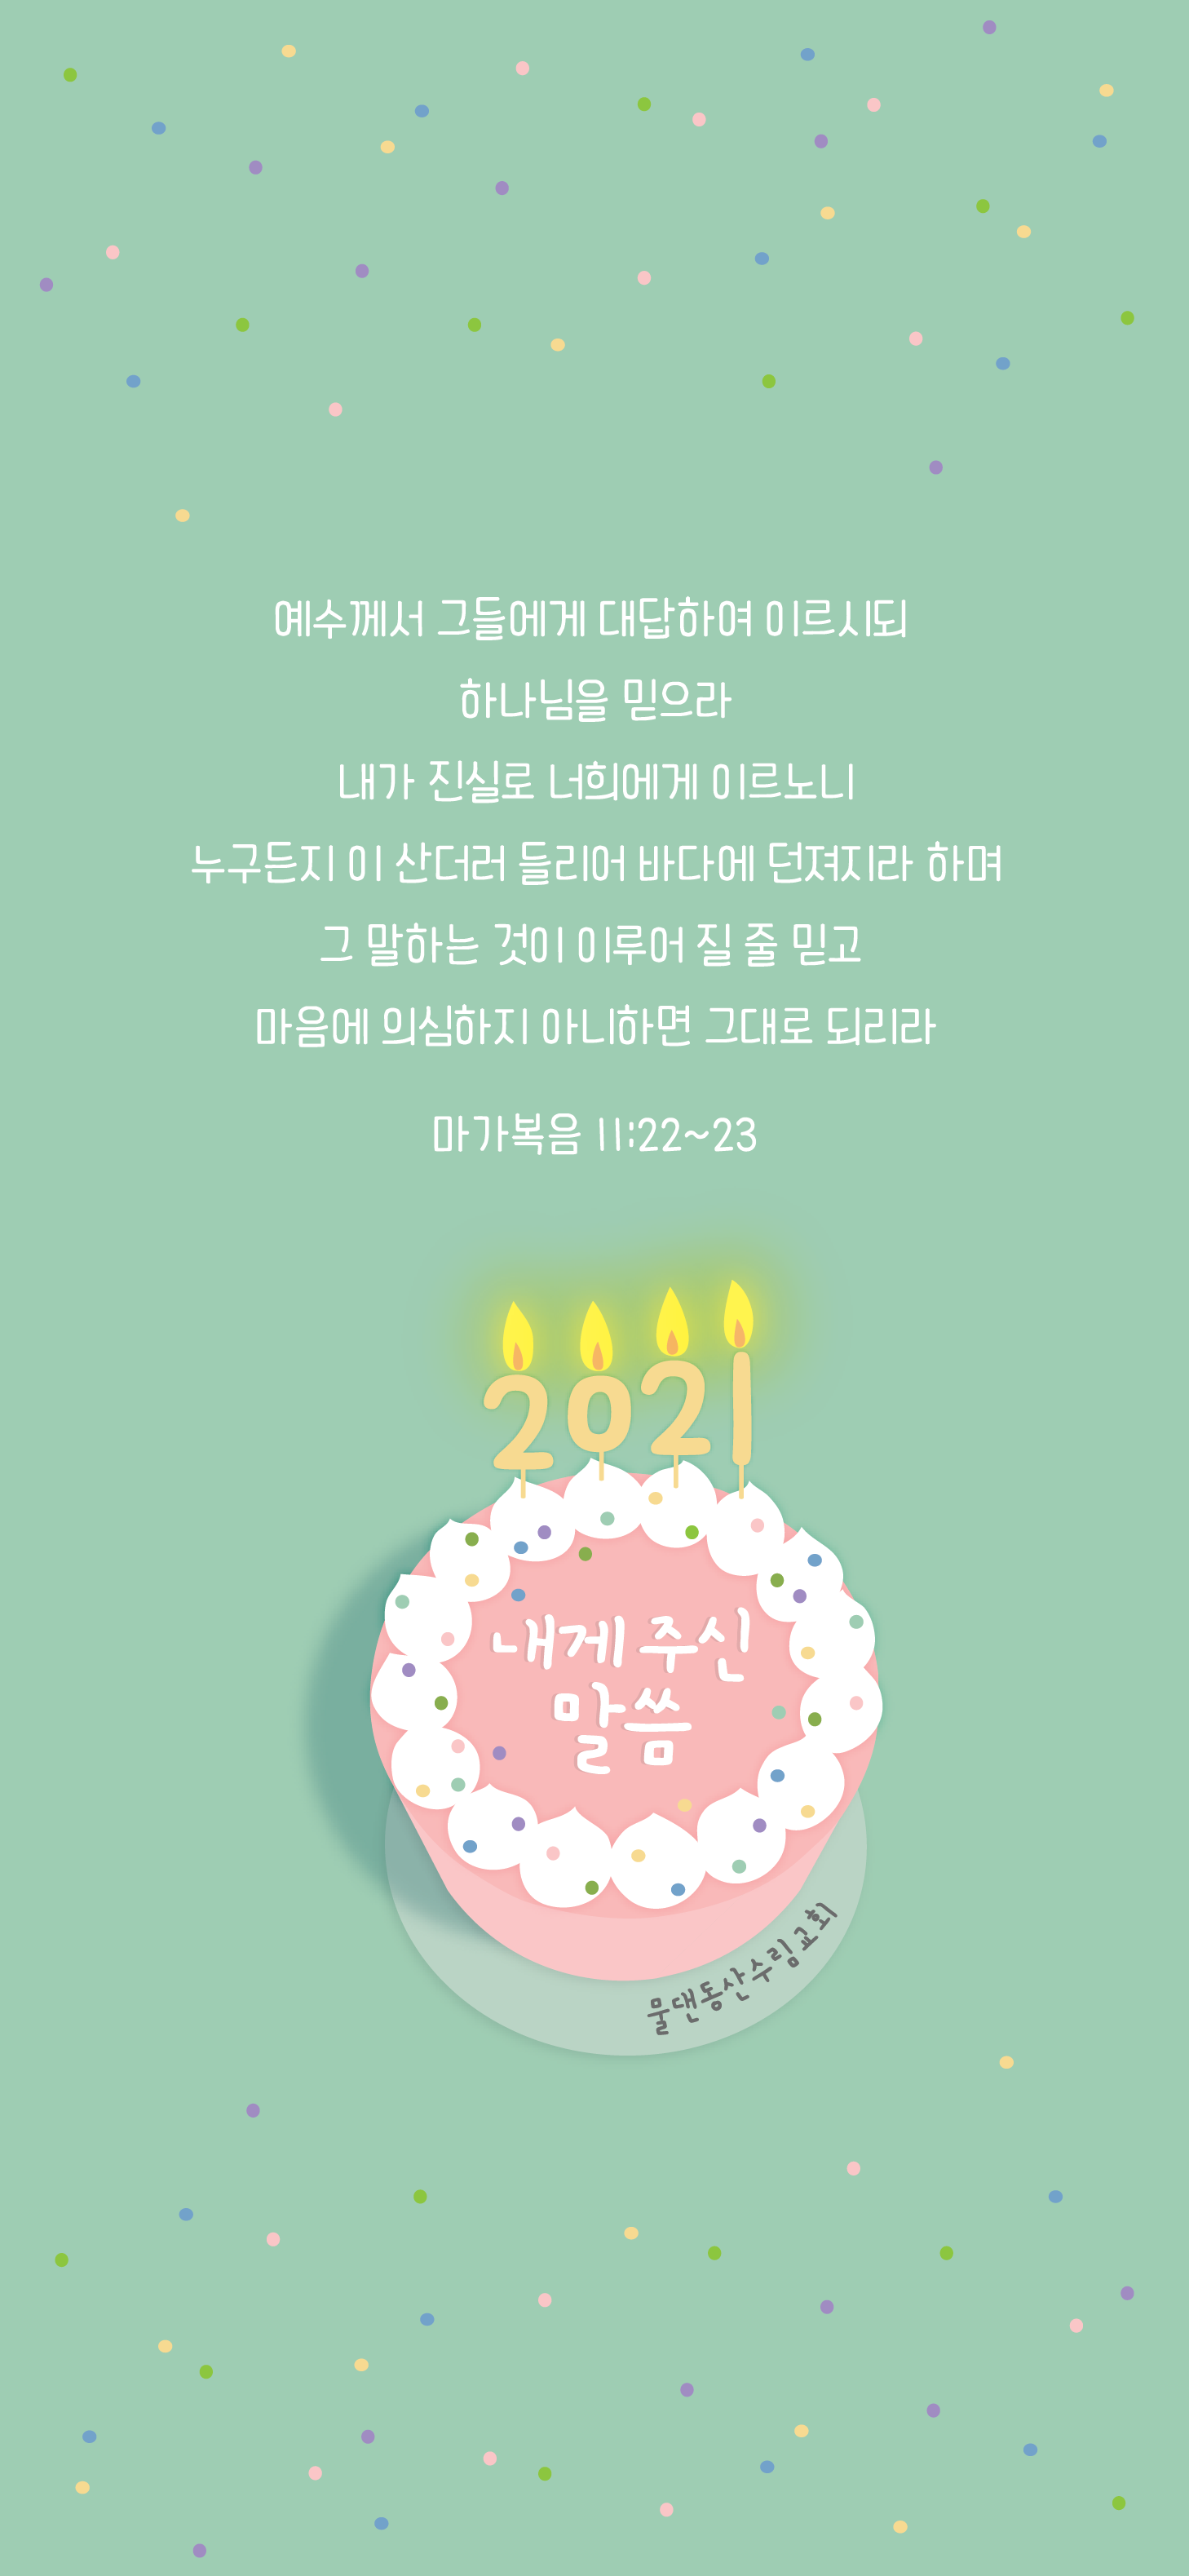 예수께서 그들에게 대답하여 이르시되
하나님을 믿으라
내가 진실로 너희에게 이르노니
누구든지 이 산더러 들리어 바다에 던져지라 하며
그 말하는 것이 이루어 질 줄 믿고
마음에 의심하지 아니하면 그대로 되리라
마가복음 11:22~23
2021
내게 주신
말씀
물댄동산수림교회